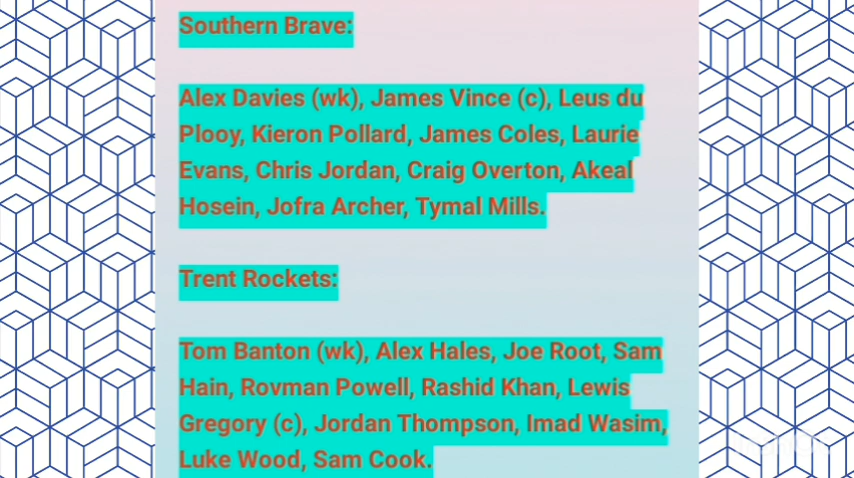 Southern Brave:
Alex Davies (wk), James Vince (c), Leus du
Plooy, Kieron Pollard, James Coles, Laurie
Evans, Chris Jordan, Craig Overton, Akeal
Hosein, Jofra Archer, Tymal Mills.
Trent Rockets:
Tom Banton (wk), Alex Hales, Joe Root, Sam
Hain, Rovman Powell, Rashid Khan, Lewis
Gregory (c), Jordan Thompson, Imad Wasim,
Luke Wood, Sam Cook.